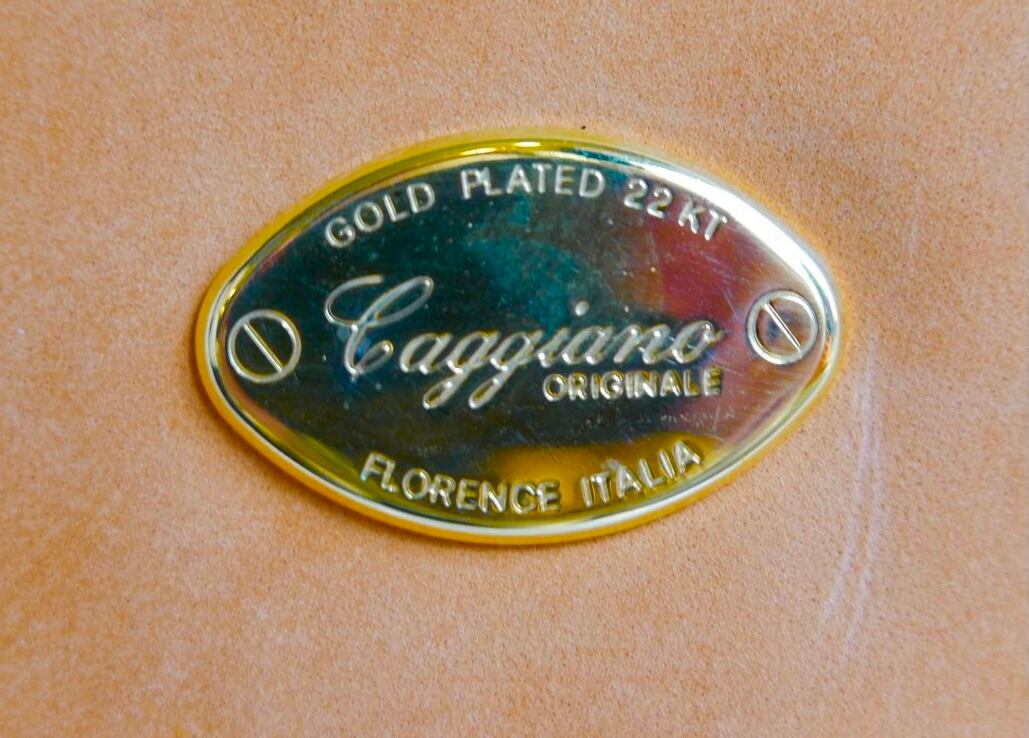 GOLD PLATED 22 KT
Caggiano
ORIGINALE
FLORENCE ITALIA